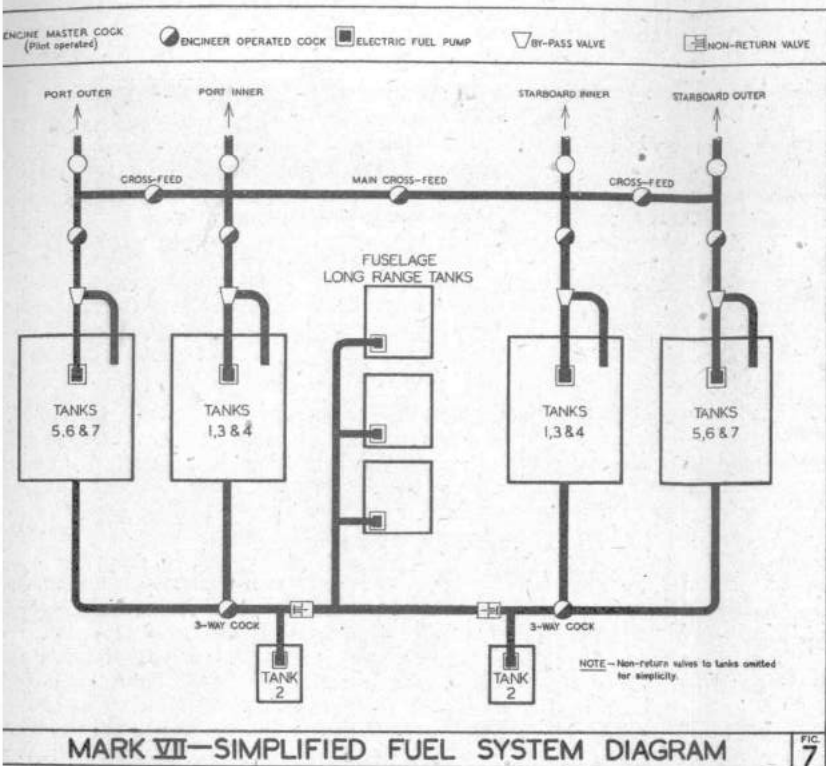 ENGINE MASTER COCK
(Pilot operated)
ENGINEER OPERATED COCK
ELECTRIC FUEL PUMP
BY-PASS VALVE
NON-RETURN VALVE
PORT OUTER
PORT INNER
STARBOARD INNER
STARBOARD OUTER
CROSS-FEED
MAIN CROSS-FEED
CROSS-FEED
FUSELAGE
LONG RANGE TANKS
TANKS
5,6 & 7
TANKS
1,3 & 4
TANKS
1,3 & 4
TANKS
5,6 & 7
3-WAY COCK
3-WAY COCK
TANK
2
TANK
2
NOTE – Non-return valves to tanks omitted
for simplicity.
MARK VII—SIMPLIFIED FUEL SYSTEM DIAGRAM
FIG.
7